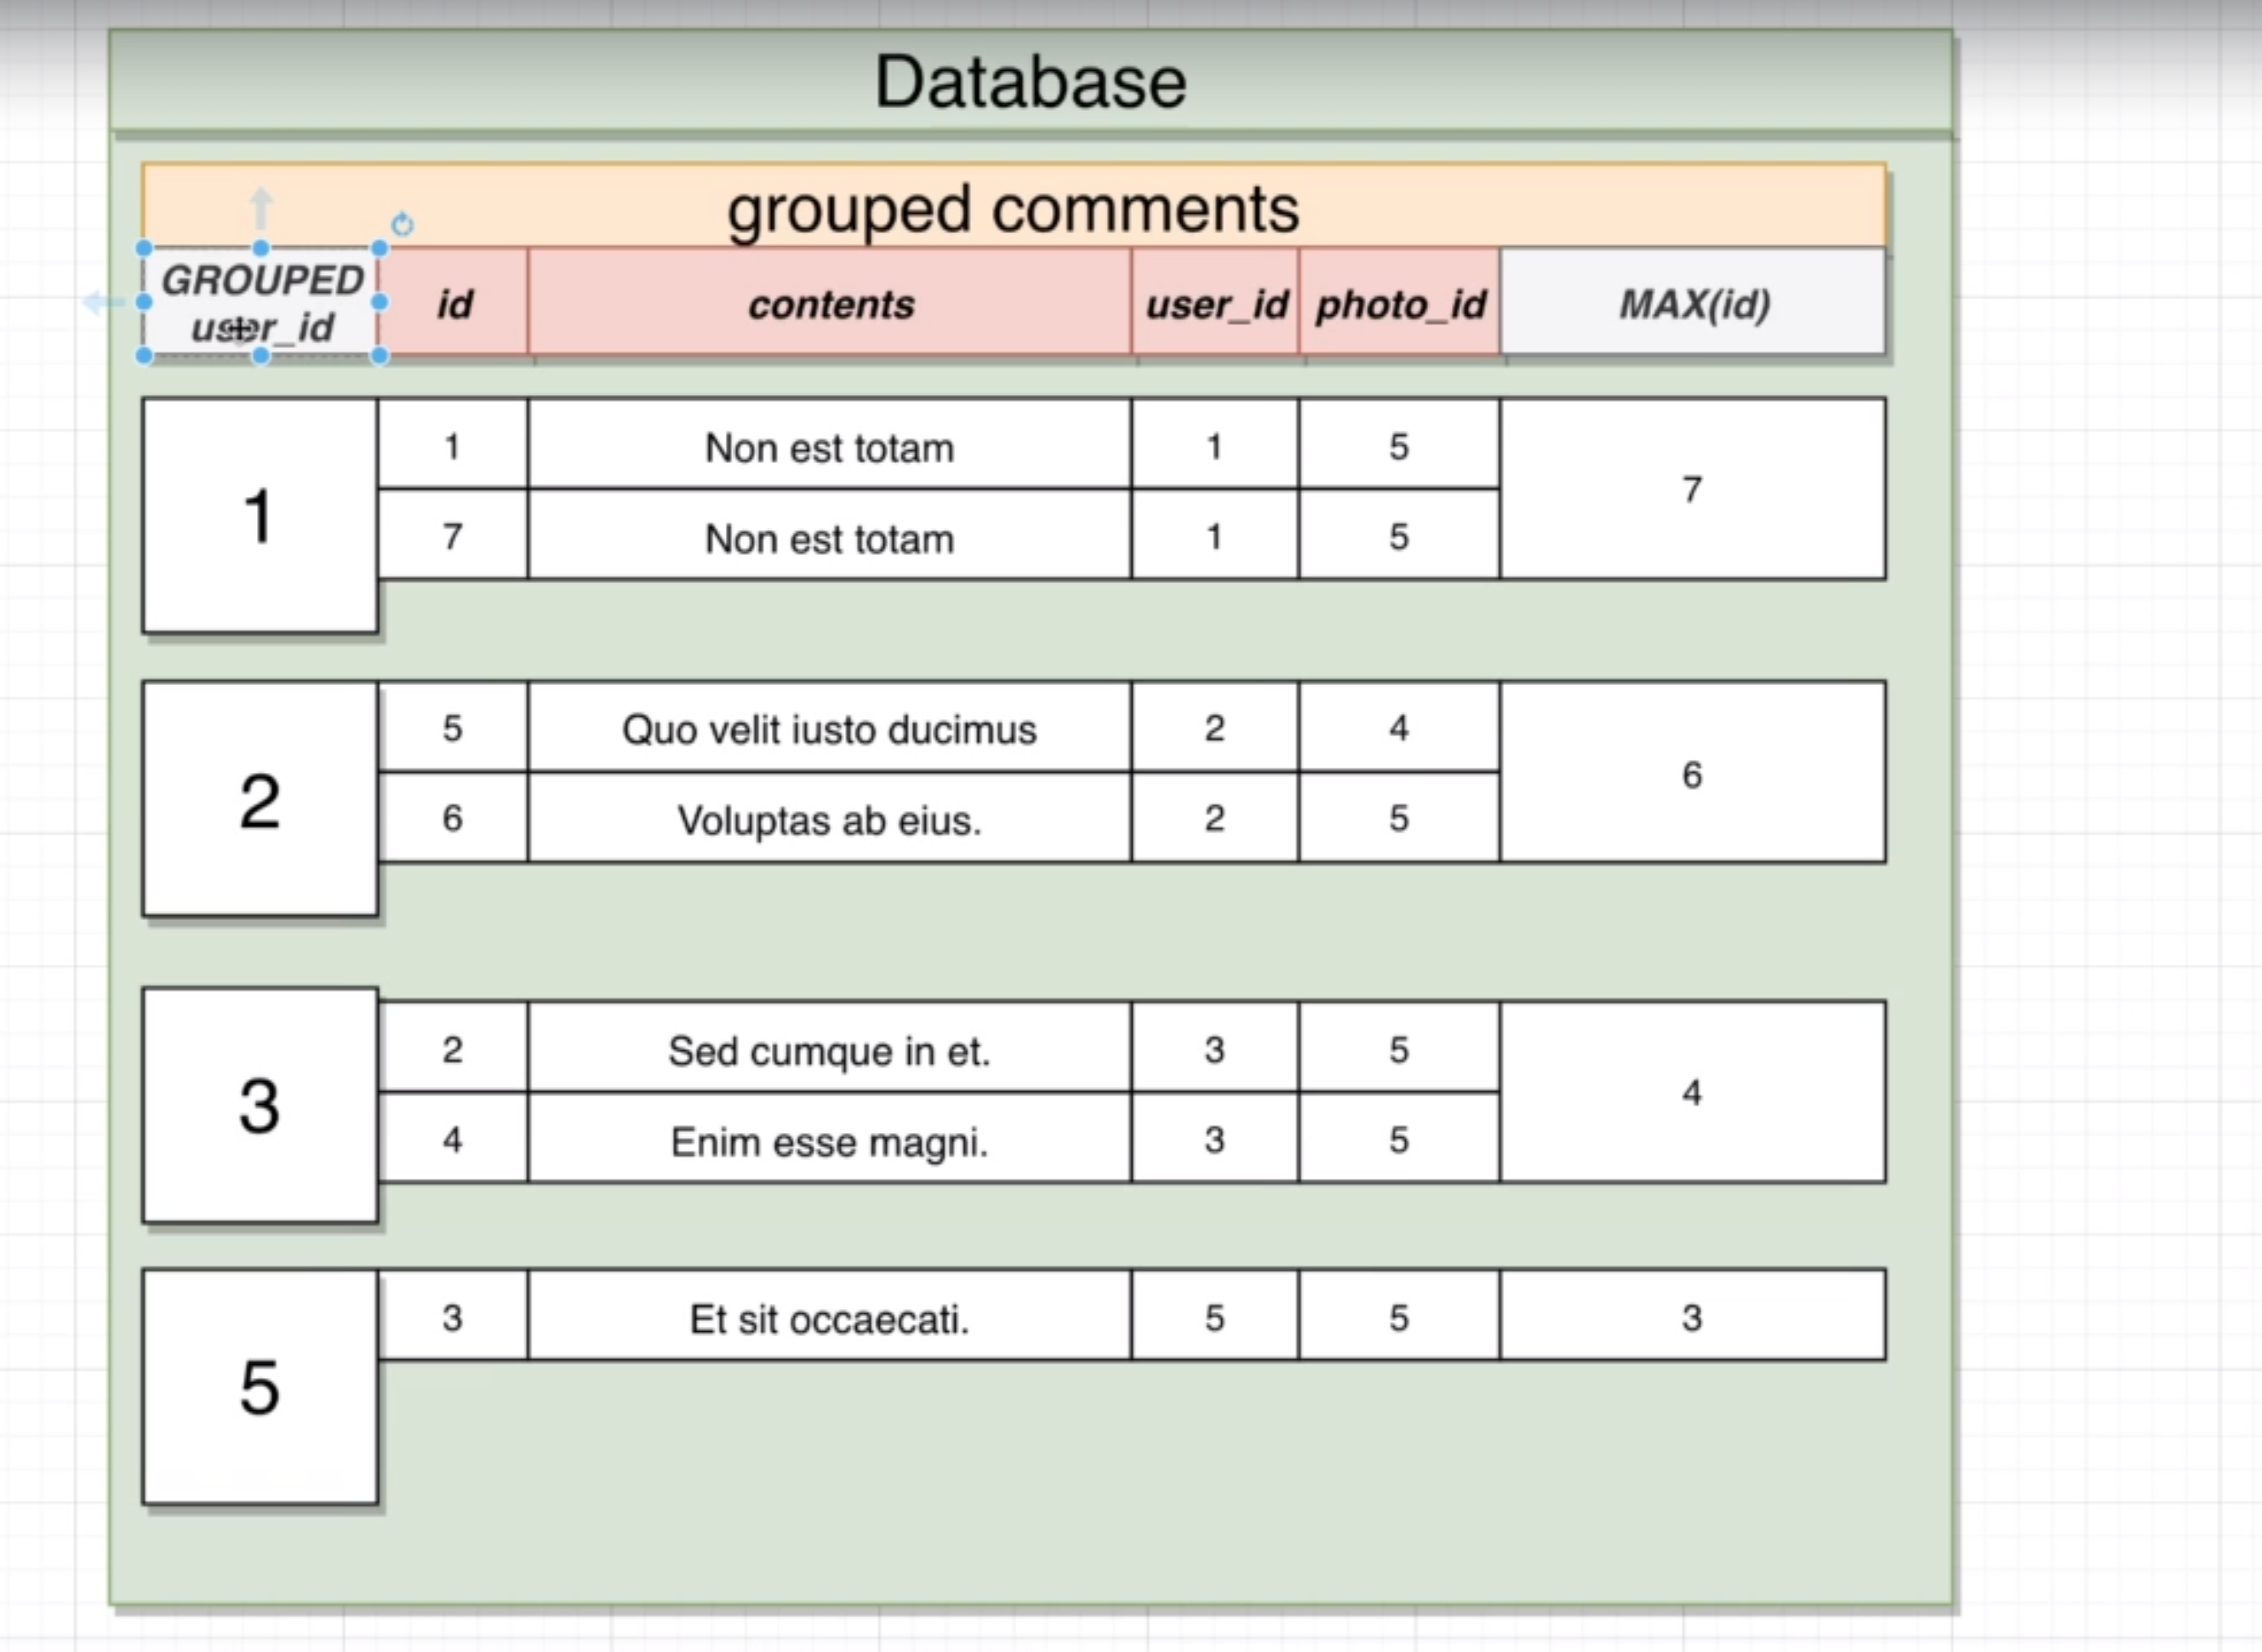 Database
grouped comments
GROUPED
user_id
id
contents
user_id
photo_id
MAX(id)
1
1
Non est totam
1
5
7
7
Non est totam
1
5
2
5
Quo velit iusto ducimus
2
4
6
6
Voluptas ab eius.
2
5
3
2
Sed cumque in et.
3
5
4
4
Enim esse magni.
3
5
5
3
Et sit occaecati.
5
5
3